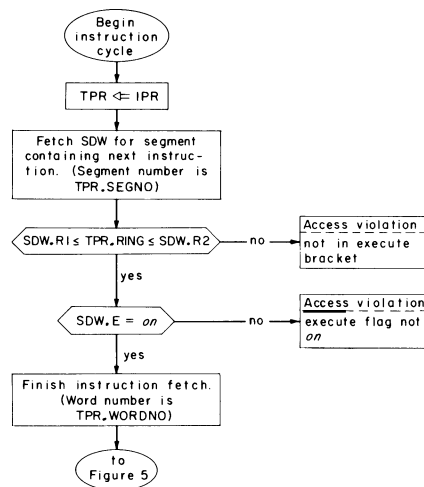 Begin
instruction
cycle
TPR ⇐ IPR
Fetch SDW for segment
containing next instruc-
tion. (Segment number is
TPR.SEGNO)
SDW.R1 ≤ TPR.RING ≤ SDW.R2
no
Access violation
not in execute
bracket
yes
SDW.E = on
no
Access violation
execute flag not
on
yes
Finish instruction fetch.
(Word number is
TPR.WORDNO)
to
Figure 5